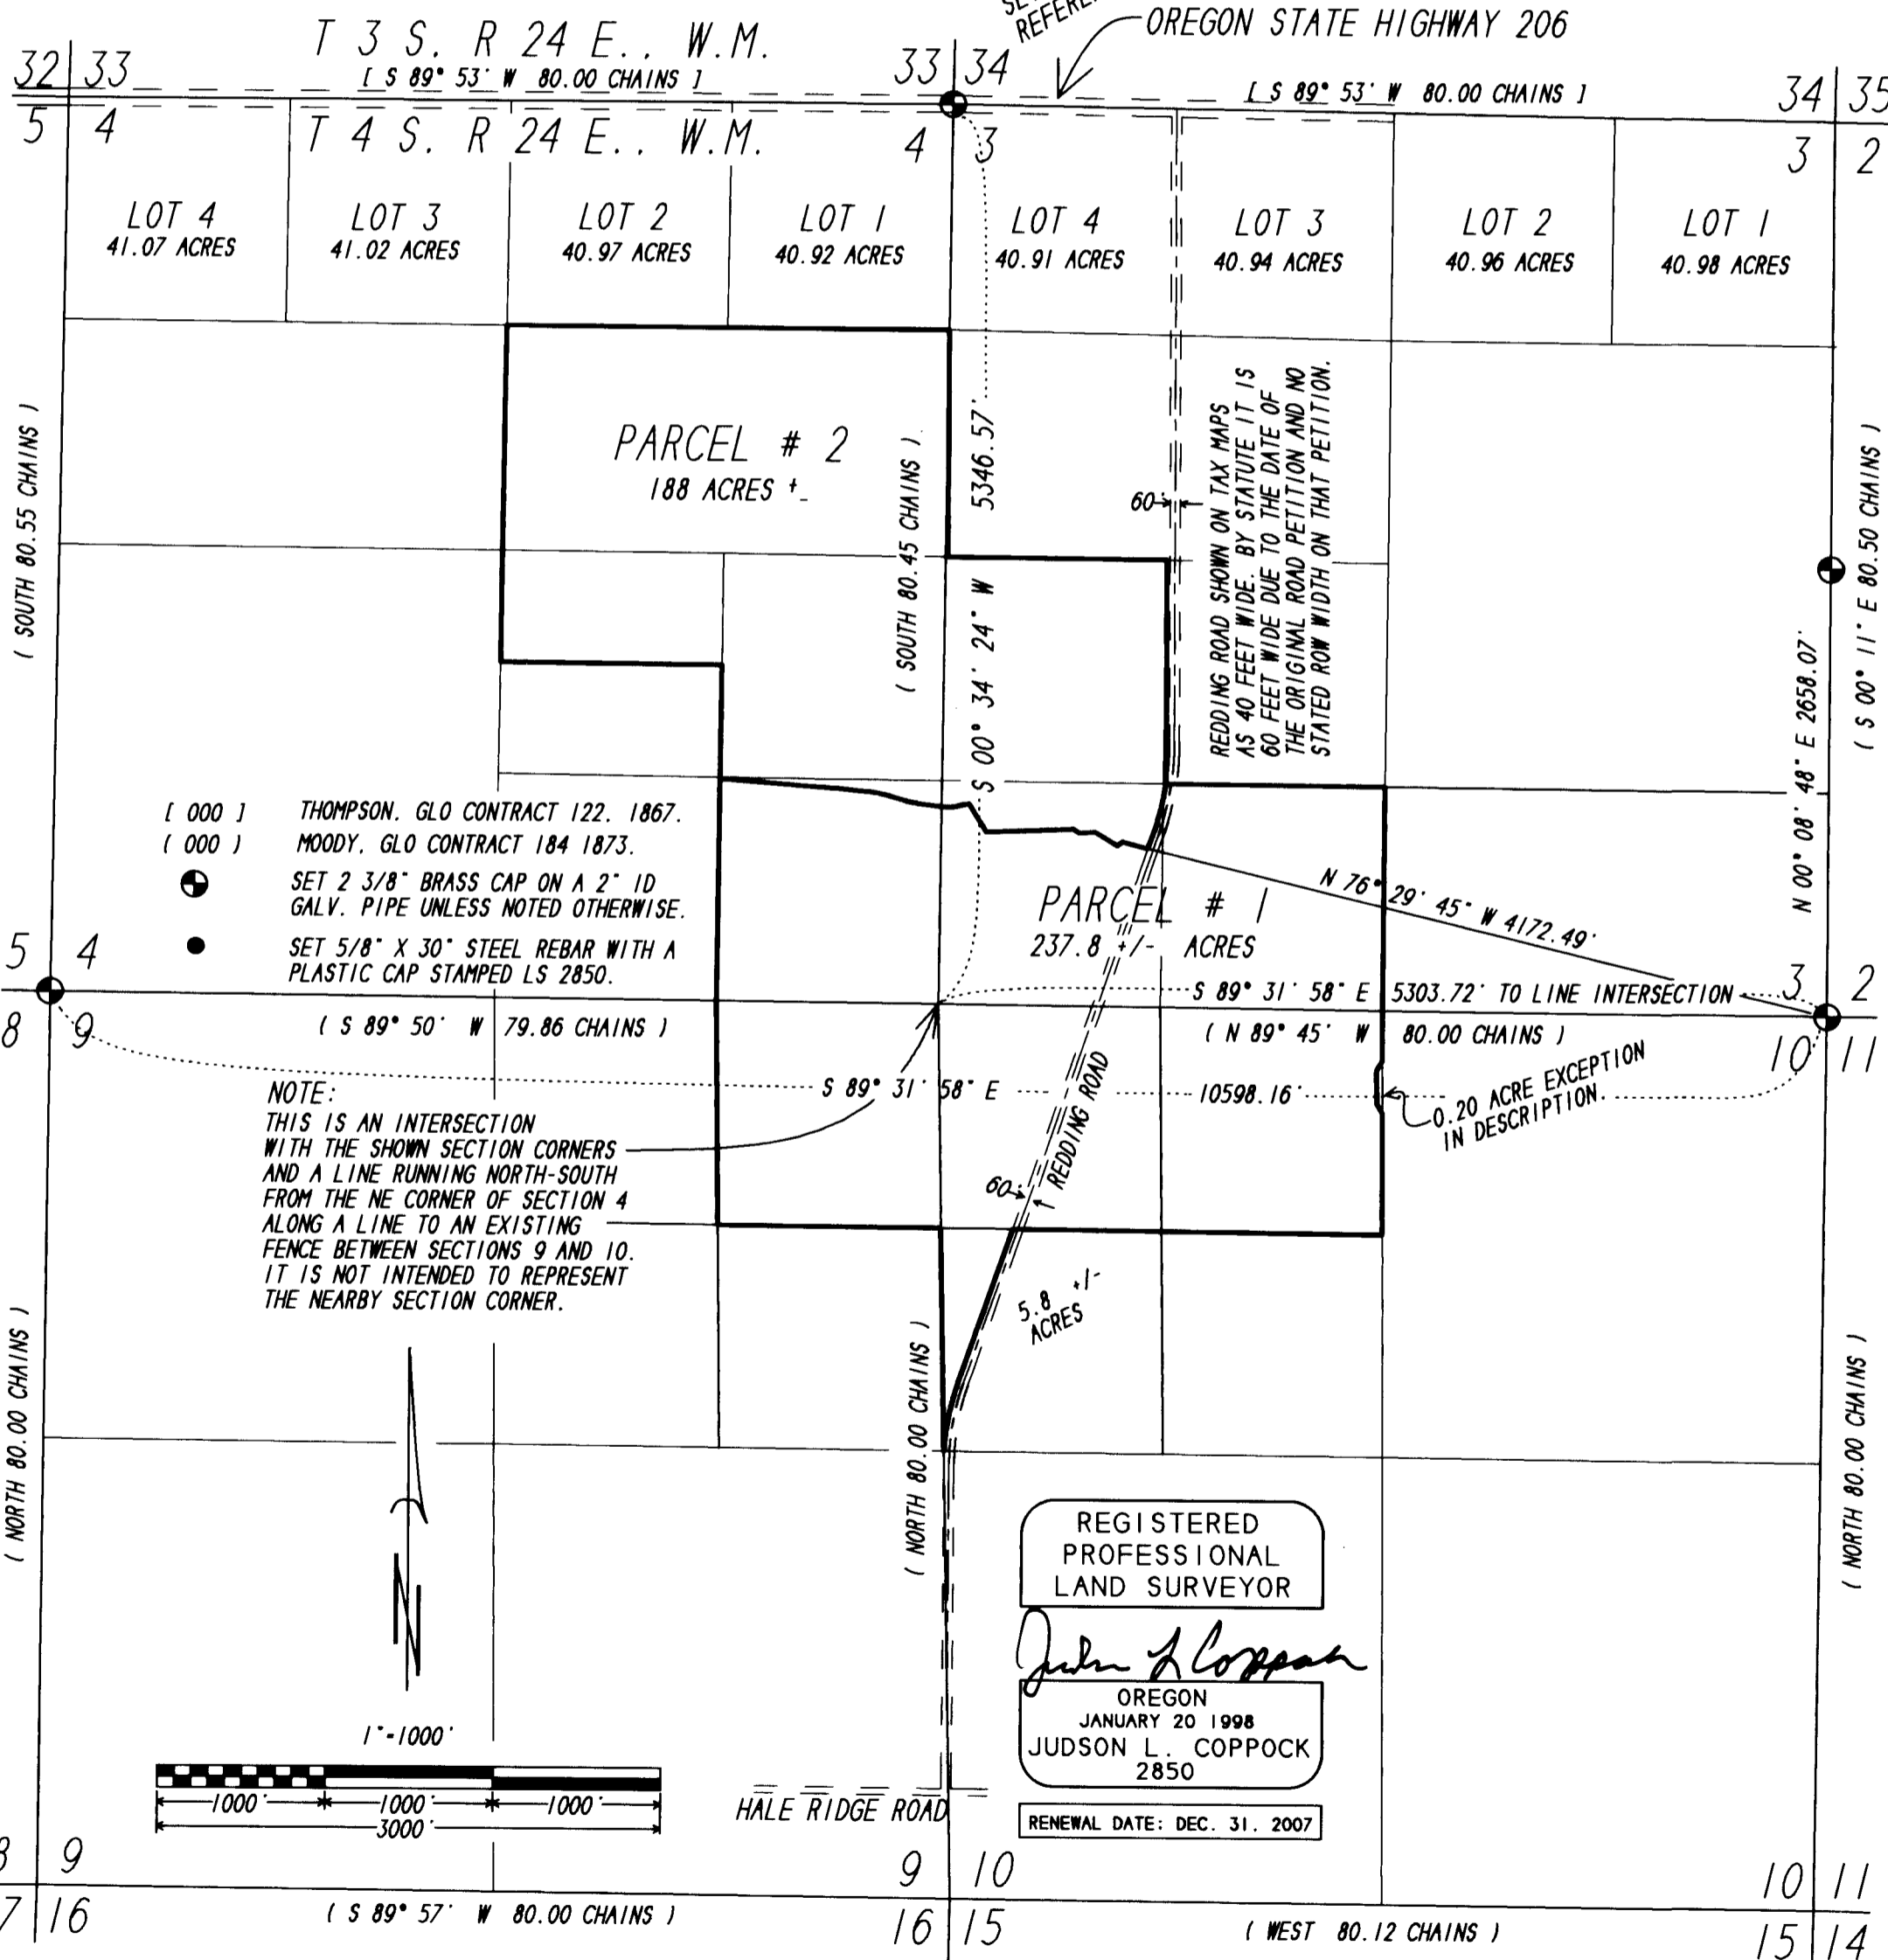 REFERE
OREGON STATE HIGHWAY 206
T 3 S. R 24 E.. W.M.
32 33
[ S 89° 53' W 80.00 CHAINS ]
33 34
[ S 89° 53' W 80.00 CHAINS ]
34 35
5 4
T 4 S. R 24 E.. W.M.
4 3
3 2
LOT 4
41.07 ACRES
LOT 3
41.02 ACRES
LOT 2
40.97 ACRES
LOT 1
40.92 ACRES
LOT 4
40.91 ACRES
LOT 3
40.94 ACRES
LOT 2
40.96 ACRES
LOT 1
40.98 ACRES
( SOUTH 80.55 CHAINS )
PARCEL # 2
188 ACRES +-
( SOUTH 80.45 CHAINS )
5346.57'
S 00° 34' 24" W
60'
REDDING ROAD SHOWN ON TAX MAPS
AS 40 FEET WIDE. BY STATUTE IT IS
60 FEET WIDE DUE TO THE DATE OF
THE ORIGINAL ROAD PETITION AND NO
STATED ROW WIDTH ON THAT PETITION.
N 00° 08' 48" E 2658.07'
( S 00° 11" E 80.50 CHAINS )
[ 000 ] THOMPSON. GLO CONTRACT 122. 1867.
( 000 ) MOODY. GLO CONTRACT 184 1873.
SET 2 3/8" BRASS CAP ON A 2" ID
GALV. PIPE UNLESS NOTED OTHERWISE.
SET 5/8" X 30" STEEL REBAR WITH A
PLASTIC CAP STAMPED LS 2850.
PARCEL # 1
237.8 +/- ACRES
N 76° 29' 45" W 4172.49'
5 4
3 2
S 89° 31' 58" E 5303.72' TO LINE INTERSECTION
8 9
( S 89° 50' W 79.86 CHAINS )
( N 89° 45' W 80.00 CHAINS )
10 11
S 89° 31' 58" E 10598.16'
0.20 ACRE EXCEPTION
IN DESCRIPTION.
NOTE:
THIS IS AN INTERSECTION
WITH THE SHOWN SECTION CORNERS
AND A LINE RUNNING NORTH-SOUTH
FROM THE NE CORNER OF SECTION 4
ALONG A LINE TO AN EXISTING
FENCE BETWEEN SECTIONS 9 AND 10.
IT IS NOT INTENDED TO REPRESENT
THE NEARBY SECTION CORNER.
REDDING ROAD
60'
5.8 +/-
ACRES
( NORTH 80.00 CHAINS )
( NORTH 80.00 CHAINS )
( NORTH 80.00 CHAINS )
N
1"-1000'
1000' 1000' 1000'
3000'
HALE RIDGE ROAD
REGISTERED
PROFESSIONAL
LAND SURVEYOR
Judson L Coppock
OREGON
JANUARY 20 1998
JUDSON L. COPPOCK
2850
RENEWAL DATE: DEC. 31. 2007
8 9
9 10
10 11
7 16
( S 89° 57' W 80.00 CHAINS )
16 15
( WEST 80.12 CHAINS )
15 14